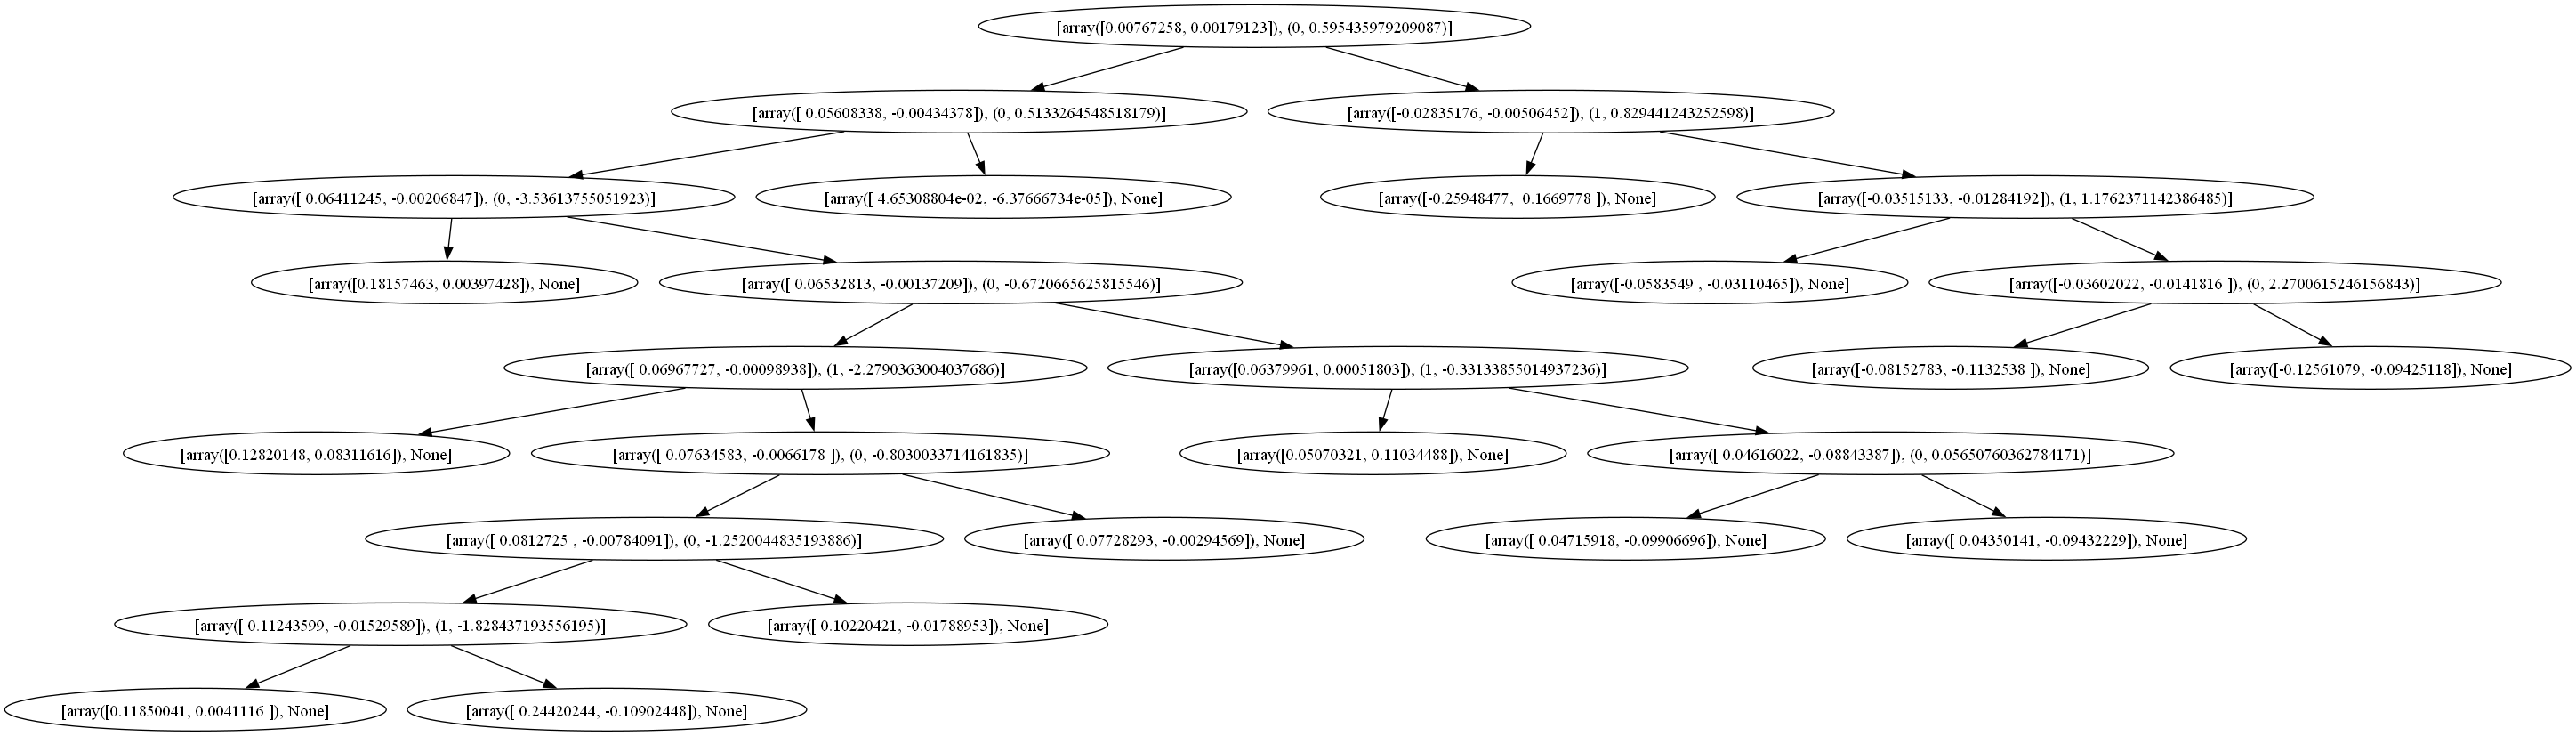 [array([0.00767258, 0.00179123]), (0, 0.595435979209087)]
[array([ 0.05608338, -0.00434378]), (0, 0.5133264548518179)]
[array([-0.02835176, -0.00506452]), (1, 0.829441243252598)]
[array([ 0.06411245, -0.00206847]), (0, -3.53613755051923)]
[array([ 4.65308804e-02, -6.37666734e-05]), None]
[array([-0.25948477,  0.1669778 ]), None]
[array([-0.03515133, -0.01284192]), (1, 1.1762371142386485)]
[array([0.18157463, 0.00397428]), None]
[array([ 0.06532813, -0.00137209]), (0, -0.6720665625815546)]
[array([-0.0583549 , -0.03110465]), None]
[array([-0.03602022, -0.0141816 ]), (0, 2.2700615246156843)]
[array([ 0.06967727, -0.00098938]), (1, -2.2790363004037686)]
[array([0.06379961, 0.00051803]), (1, -0.33133855014937236)]
[array([-0.08152783, -0.1132538 ]), None]
[array([-0.12561079, -0.09425118]), None]
[array([0.12820148, 0.08311616]), None]
[array([ 0.07634583, -0.0066178 ]), (0, -0.8030033714161835)]
[array([0.05070321, 0.11034488]), None]
[array([ 0.04616022, -0.08843387]), (0, 0.05650760362784171)]
[array([ 0.0812725 , -0.00784091]), (0, -1.2520044835193886)]
[array([ 0.07728293, -0.00294569]), None]
[array([ 0.04715918, -0.09906696]), None]
[array([ 0.04350141, -0.09432229]), None]
[array([ 0.11243599, -0.01529589]), (1, -1.828437193556195)]
[array([ 0.10220421, -0.01788953]), None]
[array([0.11850041, 0.0041116 ]), None]
[array([ 0.24420244, -0.10902448]), None]